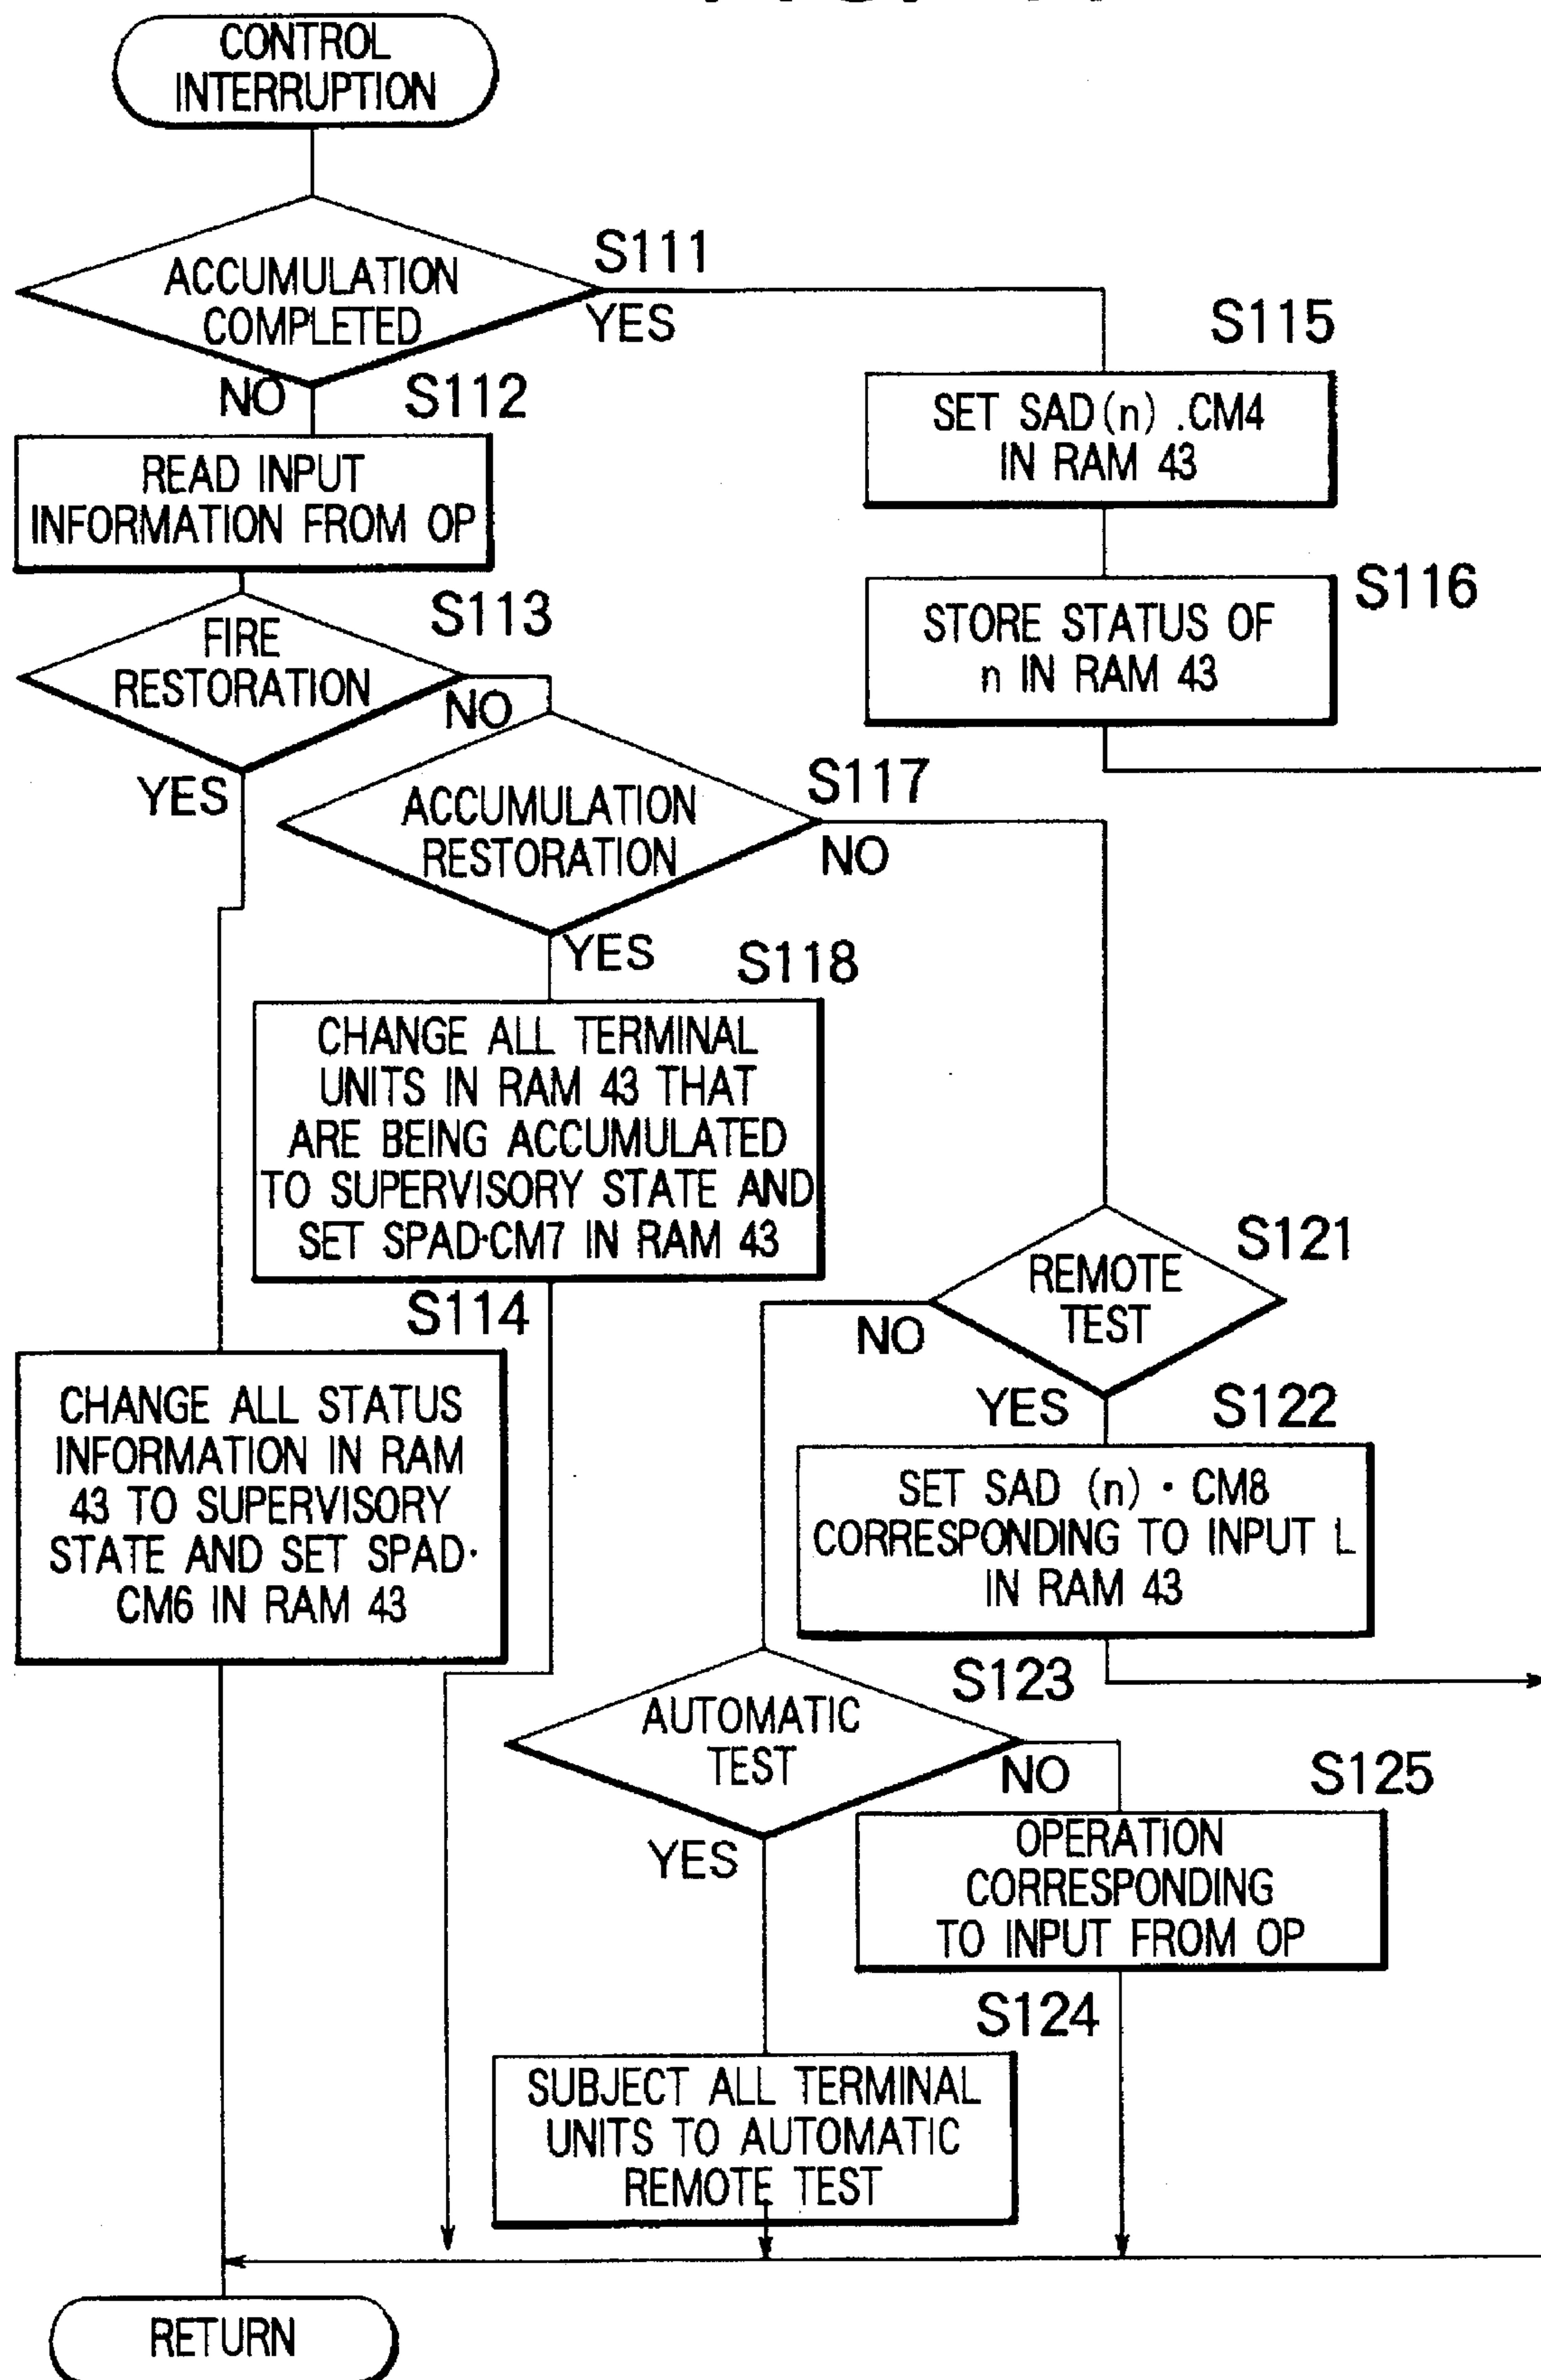 CONTROL
INTERRUPTION
ACCUMULATION
COMPLETED
S111
YES
NO
S112
READ INPUT
INFORMATION FROM OP
S115
SET SAD(n) .CM4
IN RAM 43
S116
STORE STATUS OF
n IN RAM 43
S113
FIRE
RESTORATION
NO
YES
S117
ACCUMULATION
RESTORATION
NO
YES
S118
CHANGE ALL TERMINAL
UNITS IN RAM 43 THAT
ARE BEING ACCUMULATED
TO SUPERVISORY STATE AND
SET SPAD·CM7 IN RAM 43
S114
CHANGE ALL STATUS
INFORMATION IN RAM
43 TO SUPERVISORY
STATE AND SET SPAD·
CM6 IN RAM 43
S121
REMOTE
TEST
NO
YES
S122
SET SAD (n) · CM8
CORRESPONDING TO INPUT L
IN RAM 43
S123
AUTOMATIC
TEST
NO
YES
S125
OPERATION
CORRESPONDING
TO INPUT FROM OP
S124
SUBJECT ALL TERMINAL
UNITS TO AUTOMATIC
REMOTE TEST
RETURN